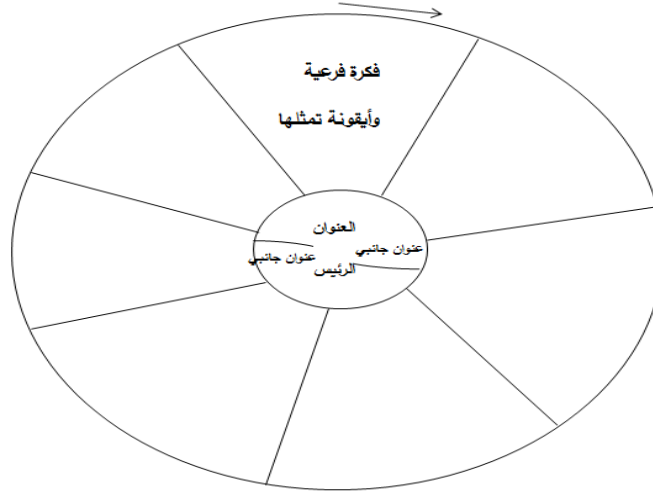 فكرة فرعية
وأيقونة تمثلها
العنوان
عنوان جانبي
عنوان جانبي
الرئيس